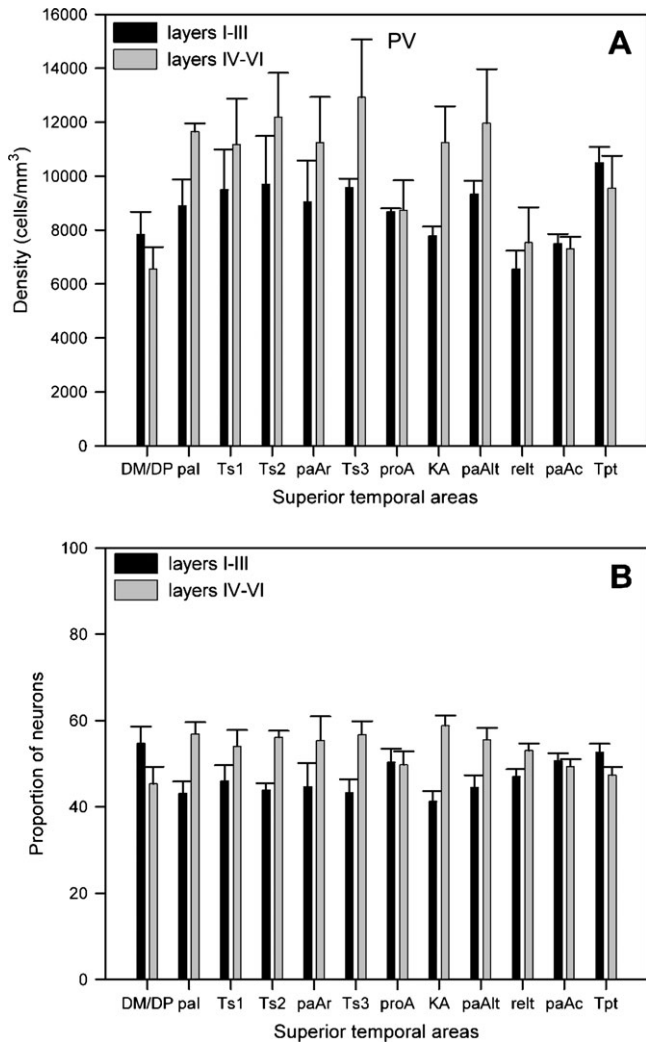 16000
14000
12000
10000
8000
6000
4000
2000
0
Density (cells/mm³)
layers I-III
layers IV-VI
PV
A
DM/DP paI Ts1 Ts2 paAr Ts3 proA KA paAlt reIt paAc Tpt
Superior temporal areas
100
80
60
40
20
0
Proportion of neurons
layers I-III
layers IV-VI
B
DM/DP paI Ts1 Ts2 paAr Ts3 proA KA paAlt reIt paAc Tpt
Superior temporal areas